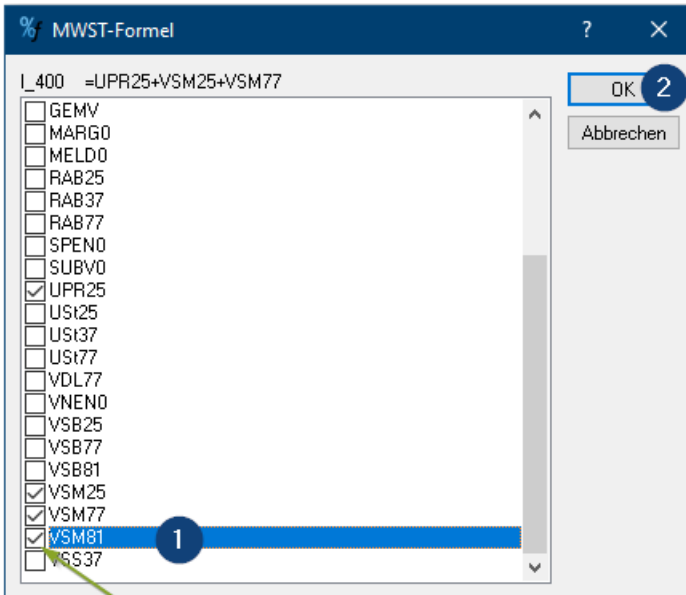 MWST-Formel
I_400 =UPR25+VSM25+VSM77
OK 2
Abbrechen
GEMV
MARG0
MELD0
RAB25
RAB37
RAB77
SPEN0
SUBV0
UPR25
USt25
USt37
USt77
VDL77
VNEN0
VSB25
VSB77
VSB81
VSM25
VSM77
VSM81 1
VSS37